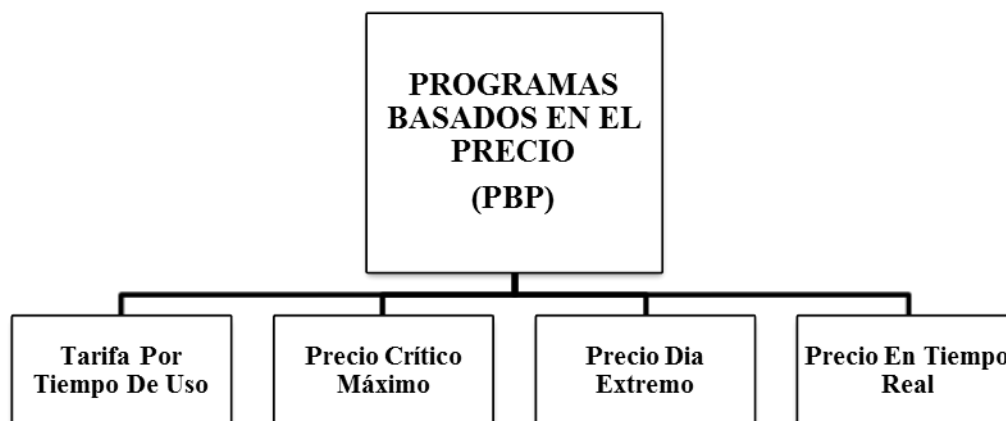 PROGRAMAS
BASADOS EN EL
PRECIO
(PBP)
Tarifa Por
Tiempo De Uso
Precio Crítico
Máximo
Precio Dia
Extremo
Precio En Tiempo
Real